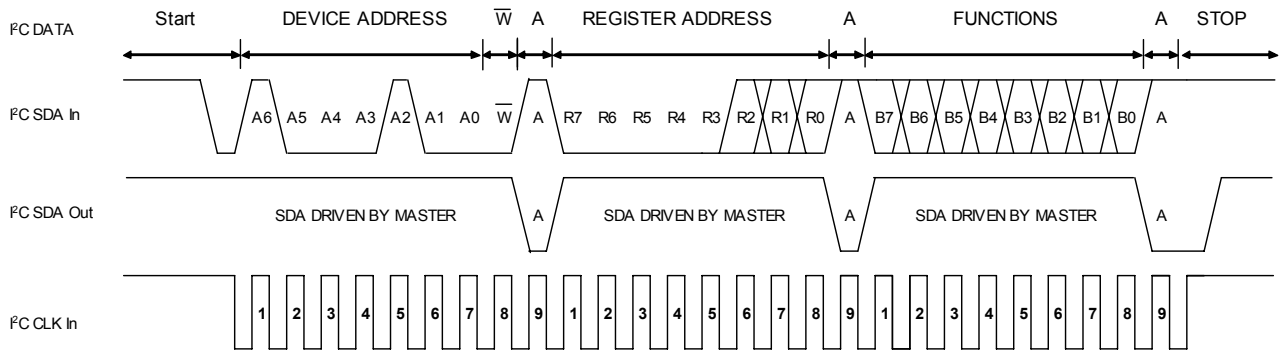 I²C DATA Start DEVICE ADDRESS W̅ A REGISTER ADDRESS A FUNCTIONS A STOP
I²C SDA In A6 A5 A4 A3 A2 A1 A0 W̅ A R7 R6 R5 R4 R3 R2 R1 R0 A B7 B6 B5 B4 B3 B2 B1 B0 A
I²C SDA Out SDA DRIVEN BY MASTER A SDA DRIVEN BY MASTER A SDA DRIVEN BY MASTER A
I²C CLK In 1 2 3 4 5 6 7 8 9 1 2 3 4 5 6 7 8 9 1 2 3 4 5 6 7 8 9